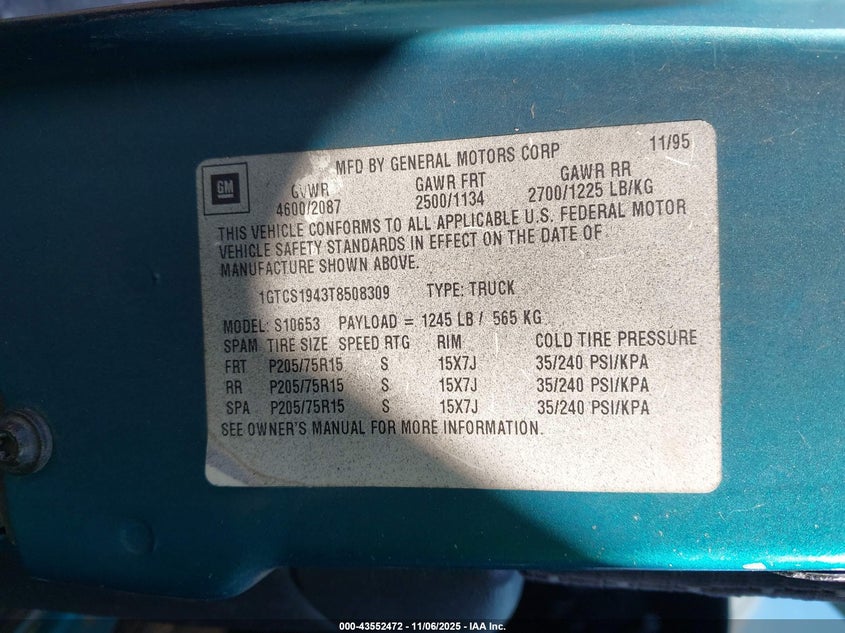 MFD BY GENERAL MOTORS CORP 11/95
GM
GVWR GAWR FRT GAWR RR
4600/2087 2500/1134 2700/1225 LB/KG
THIS VEHICLE CONFORMS TO ALL APPLICABLE U.S. FEDERAL MOTOR
VEHICLE SAFETY STANDARDS IN EFFECT ON THE DATE OF
MANUFACTURE SHOWN ABOVE.
1GTCS1943T8508309 TYPE: TRUCK
MODEL: S10653 PAYLOAD = 1245 LB / 565 KG
SPAM TIRE SIZE SPEED RTG RIM COLD TIRE PRESSURE
FRT P205/75R15 S 15X7J 35/240 PSI/KPA
RR P205/75R15 S 15X7J 35/240 PSI/KPA
SPA P205/75R15 S 15X7J 35/240 PSI/KPA
SEE OWNER'S MANUAL FOR MORE INFORMATION.
000-43552472 - 11/06/2025 - IAA Inc.